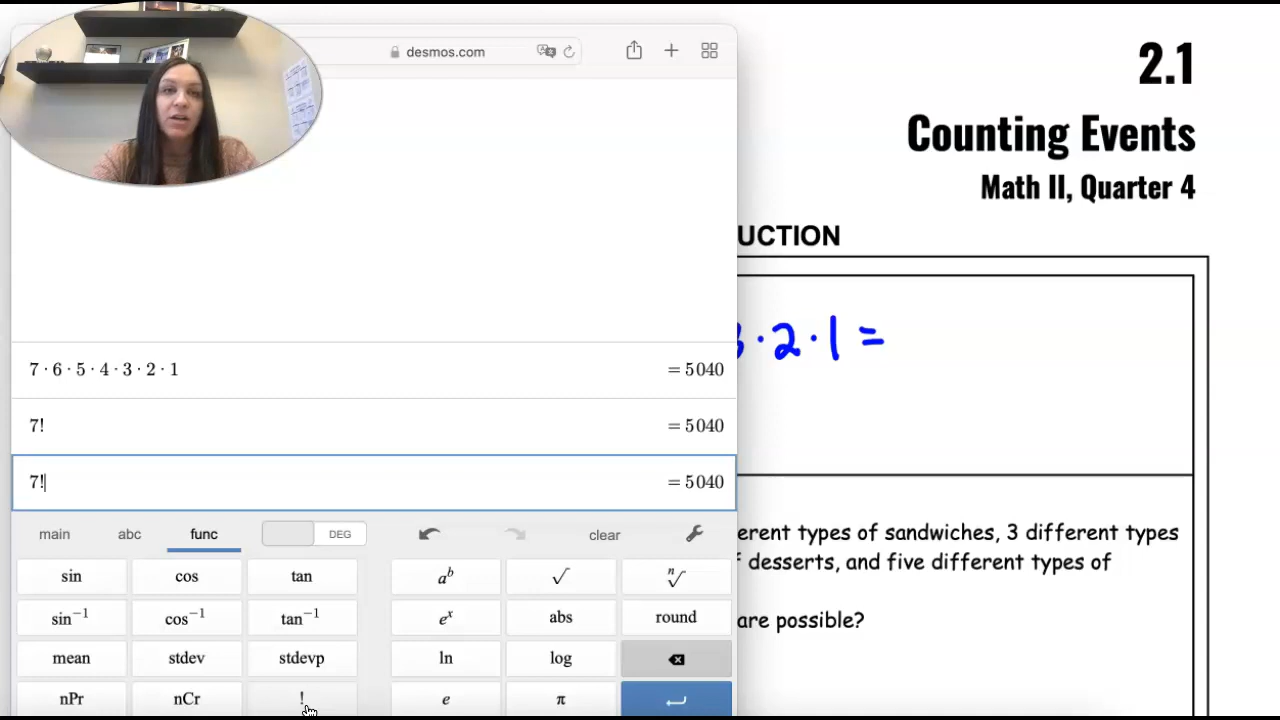 desmos.com
2.1
Counting Events
Math II, Quarter 4
UCTION
· 2 · 1 =
7 · 6 · 5 · 4 · 3 · 2 · 1
= 5040
7!
= 5040
7!
= 5040
erent types of sandwiches, 3 different types
desserts, and five different types of
are possible?
main abc func DEG clear
sin cos tan a^b √ ⁿ√
sin⁻¹ cos⁻¹ tan⁻¹ eˣ abs round
mean stdev stdevp ln log
nPr nCr ! e π